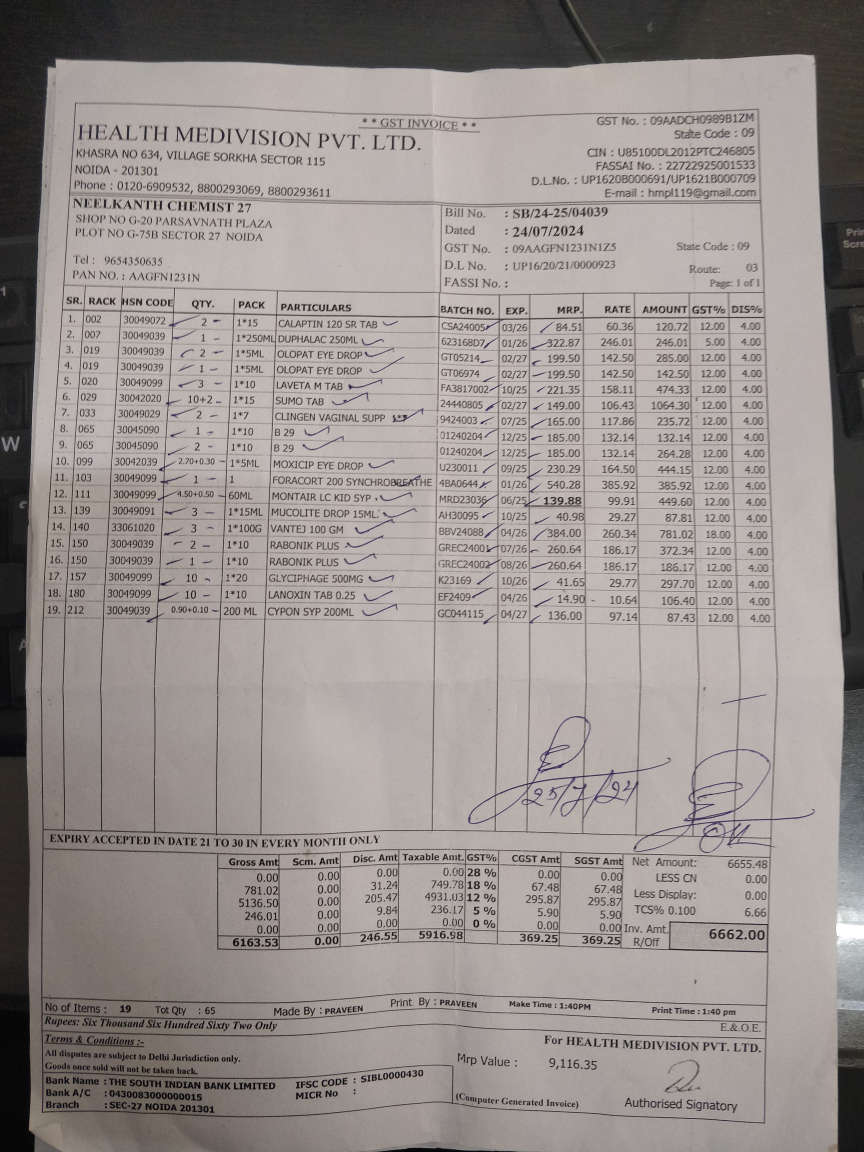 * * GST INVOICE * *
HEALTH MEDIVISION PVT. LTD.
KHASRA NO 634, VILLAGE SORKHA SECTOR 115
NOIDA - 201301
Phone : 0120-6909532, 8800293069, 8800293611
GST No. : 09AADCH0989B1ZM
State Code : 09
CIN : U85100DL2012PTC246805
FASSAI No. : 22722925001533
D.L.No. : UP1620B000691/UP1621B000709
E-mail : hmpl119@gmail.com
NEELKANTH CHEMIST 27
SHOP NO G-20 PARSAVNATH PLAZA
PLOT NO G-75B SECTOR 27 NOIDA
Tel : 9654350635
PAN NO. : AAGFN1231N
Bill No. : SB/24-25/04039
Dated : 24/07/2024
GST No. : 09AAGFN1231N1Z5 State Code : 09
D.L No. : UP16/20/21/0000923 Route: 03
FASSI No. : Page: 1 of 1
SR. RACK HSN CODE QTY. PACK PARTICULARS BATCH NO. EXP. MRP. RATE AMOUNT GST% DIS%
1. 002 30049072 2 - 1*15 CALAPTIN 120 SR TAB CSA24005 03/26 84.51 60.36 120.72 12.00 4.00
2. 007 30049039 1 - 1*250ML DUPHALAC 250ML 623168D7 01/26 322.87 246.01 246.01 5.00 4.00
3. 019 30049039 2 - 1*5ML OLOPAT EYE DROP GT05214 02/27 199.50 142.50 285.00 12.00 4.00
4. 019 30049039 1 - 1*5ML OLOPAT EYE DROP GT06974 02/27 199.50 142.50 142.50 12.00 4.00
5. 020 30049099 3 - 1*10 LAVETA M TAB FA3817002 10/25 221.35 158.11 474.33 12.00 4.00
6. 029 30042020 10+2 - 1*15 SUMO TAB 24440805 02/27 149.00 106.43 1064.30 12.00 4.00
7. 033 30049029 2 - 1*7 CLINGEN VAGINAL SUPP 9424003 07/25 165.00 117.86 235.72 12.00 4.00
8. 065 30045090 1 - 1*10 B 29 01240204 12/25 185.00 132.14 132.14 12.00 4.00
9. 065 30045090 2 - 1*10 B 29 01240204 12/25 185.00 132.14 264.28 12.00 4.00
10. 099 30042039 2.70+0.30 - 1*5ML MOXICIP EYE DROP U230011 09/25 230.29 164.50 444.15 12.00 4.00
11. 103 30049099 1 - 1 FORACORT 200 SYNCHROBREATHE 4BA0644 01/26 540.28 385.92 385.92 12.00 4.00
12. 111 30049099 4.50+0.50 - 60ML MONTAIR LC KID SYP MRD23036 06/25 139.88 99.91 449.60 12.00 4.00
13. 139 30049091 3 - 1*15ML MUCOLITE DROP 15ML AH30095 10/25 40.98 29.27 87.81 12.00 4.00
14. 140 33061020 3 - 1*100G VANTEJ 100 GM BBV24088 04/26 384.00 260.34 781.02 18.00 4.00
15. 150 30049039 2 - 1*10 RABONIK PLUS GREC24001 07/26 260.64 186.17 372.34 12.00 4.00
16. 150 30049039 1 - 1*10 RABONIK PLUS GREC24002 08/26 260.64 186.17 186.17 12.00 4.00
17. 157 30049099 10 - 1*20 GLYCIPHAGE 500MG K23169 10/26 41.65 29.77 297.70 12.00 4.00
18. 180 30049099 10 - 1*10 LANOXIN TAB 0.25 EF2409 04/26 14.90 10.64 106.40 12.00 4.00
19. 212 30049039 0.90+0.10 - 200 ML CYPON SYP 200ML GC044115 04/27 136.00 97.14 87.43 12.00 4.00
25/7/24
EXPIRY ACCEPTED IN DATE 21 TO 30 IN EVERY MONTH ONLY
Gross Amt Scm. Amt Disc. Amt Taxable Amt. GST% CGST Amt SGST Amt
0.00 0.00 0.00 0.00 28 % 0.00 0.00
781.02 0.00 31.24 749.78 18 % 67.48 67.48
5136.50 0.00 205.47 4931.03 12 % 295.87 295.87
246.01 0.00 9.84 236.17 5 % 5.90 5.90
0.00 0.00 0.00 0.00 0 % 0.00 0.00
6163.53 0.00 246.55 5916.98 369.25 369.25
Net Amount: 6655.48
LESS CN 0.00
Less Display: 0.00
TCS% 0.100 6.66
Inv. Amt. 6662.00
R/Off
No of Items : 19 Tot Qty : 65 Made By : PRAVEEN Print By : PRAVEEN Make Time : 1:40PM Print Time : 1:40 pm
Rupees: Six Thousand Six Hundred Sixty Two Only E.&.O.E.
Terms & Conditions :-
All disputes are subject to Delhi Jurisdiction only.
Goods once sold will not be taken back.
Bank Name : THE SOUTH INDIAN BANK LIMITED IFSC CODE : SIBL0000430
Bank A/C : 0430083000000015 MICR No :
Branch : SEC-27 NOIDA 201301
For HEALTH MEDIVISION PVT. LTD.
Mrp Value : 9,116.35
(Computer Generated Invoice)
Authorised Signatory